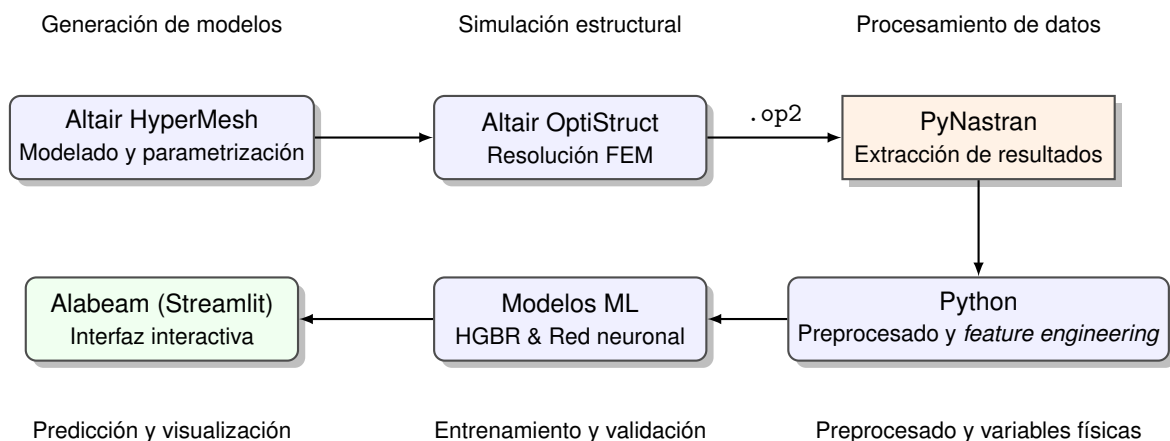 Generación de modelos
Simulación estructural
Procesamiento de datos
Altair HyperMesh
Modelado y parametrización
Altair OptiStruct
Resolución FEM
.op2
PyNastran
Extracción de resultados
Alabeam (Streamlit)
Interfaz interactiva
Modelos ML
HGBR & Red neuronal
Python
Preprocesado y feature engineering
Predicción y visualización
Entrenamiento y validación
Preprocesado y variables físicas